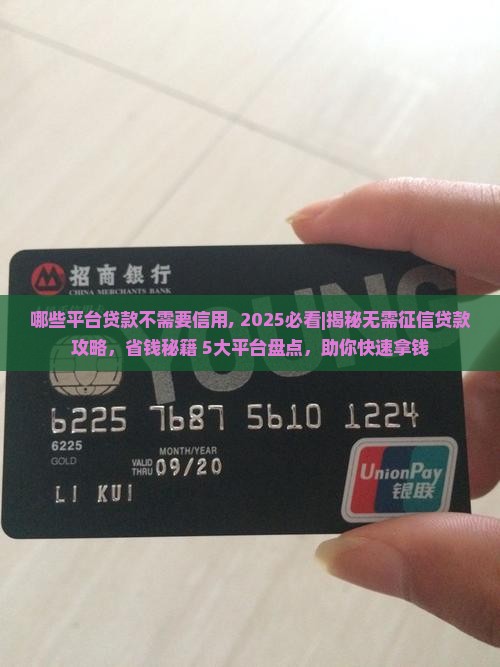 招商銀行
CHINA MERCHANTS BANK
YOUNG
哪些平台贷款不需要信用, 2025必看|揭秘无需征信贷款
攻略，省钱秘籍 5大平台盘点，助你快速拿钱
6225 7687 5610 1224
6225
GOLD
MONTH/YEAR
VALID
THRU 09/20
LI KUI
UnionPay
银联